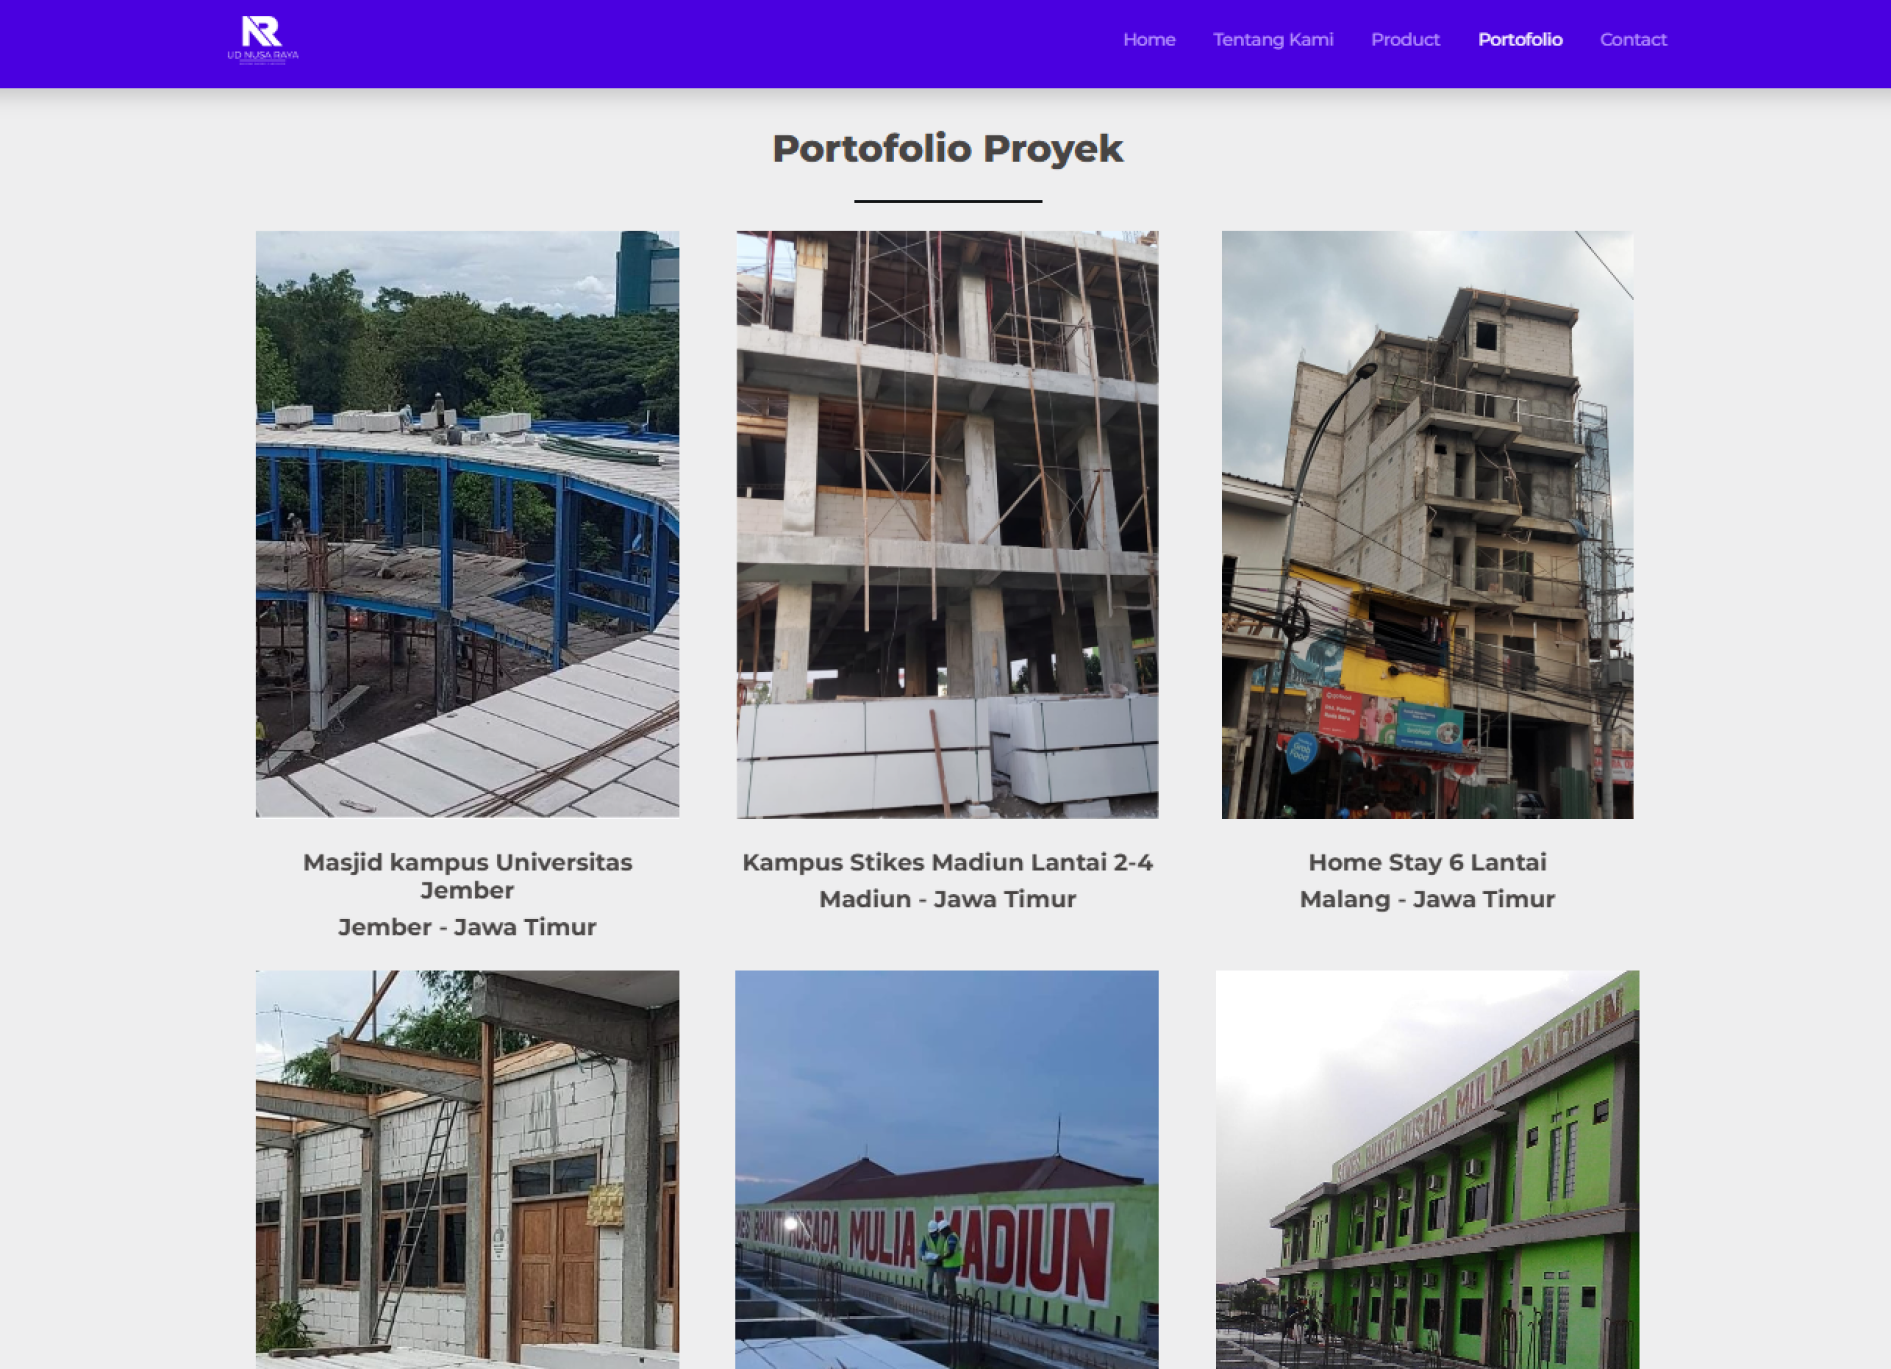 UD NUSA RAYA
Home
Tentang Kami
Product
Portofolio
Contact
Portofolio Proyek
Grab
Food
Masjid kampus Universitas
Jember
Jember - Jawa Timur
Kampus Stikes Madiun Lantai 2-4
Madiun - Jawa Timur
Home Stay 6 Lantai
Malang - Jawa Timur
BHAKTI HUSADA MULIA MADIUN
STIKES BHAKTI HUSADA MULIA MADIUN